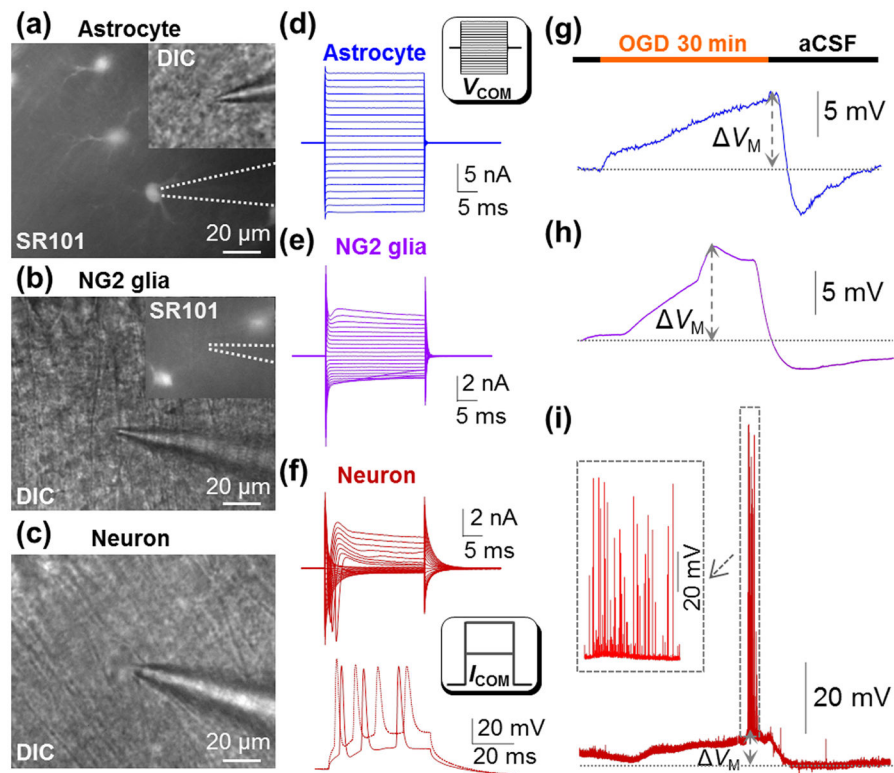 (a) Astrocyte
DIC
SR101
20 µm
(b) NG2 glia
SR101
DIC
20 µm
(c) Neuron
DIC
20 µm
(d)
Astrocyte
VCOM
5 nA
5 ms
(e) NG2 glia
2 nA
5 ms
(f) Neuron
2 nA
5 ms
ICOM
20 mV
20 ms
(g) OGD 30 min aCSF
5 mV
ΔVM
(h)
5 mV
ΔVM
(i)
20 mV
20 mV
ΔVM